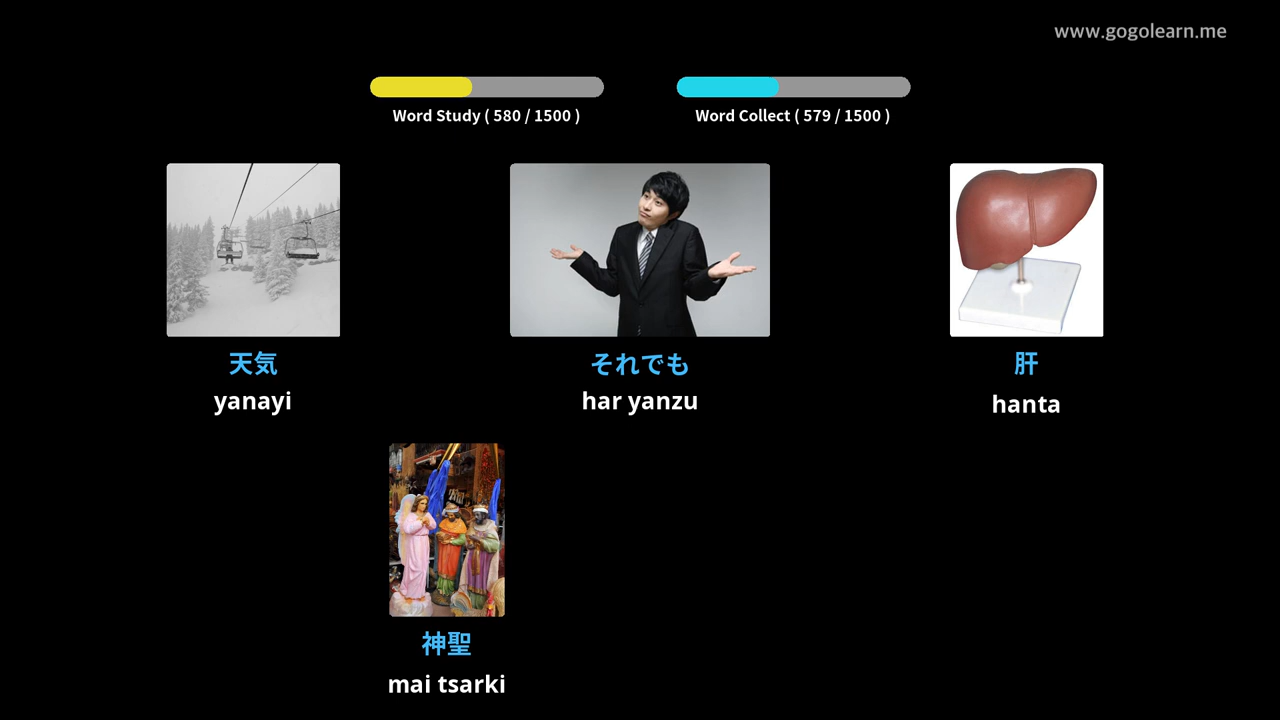 www.gogolearn.me
Word Study ( 580 / 1500 )
Word Collect ( 579 / 1500 )
天気
yanayi
それでも
har yanzu
肝
hanta
神聖
mai tsarki